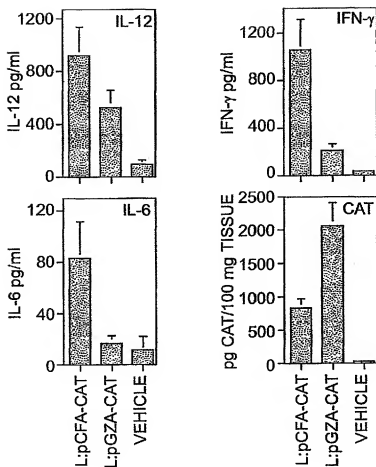 IL-12
IL-12 pg/ml
1200
800
400
0
IFN-γ
IFN-γ pg/ml
1200
800
400
0
IL-6
IL-6 pg/ml
120
80
40
0
CAT
pg CAT/100 mg TISSUE
2500
2000
1500
1000
500
0
L:pCFA-CAT
L:pGZA-CAT
VEHICLE
L:pCFA-CAT
L:pGZA-CAT
VEHICLE